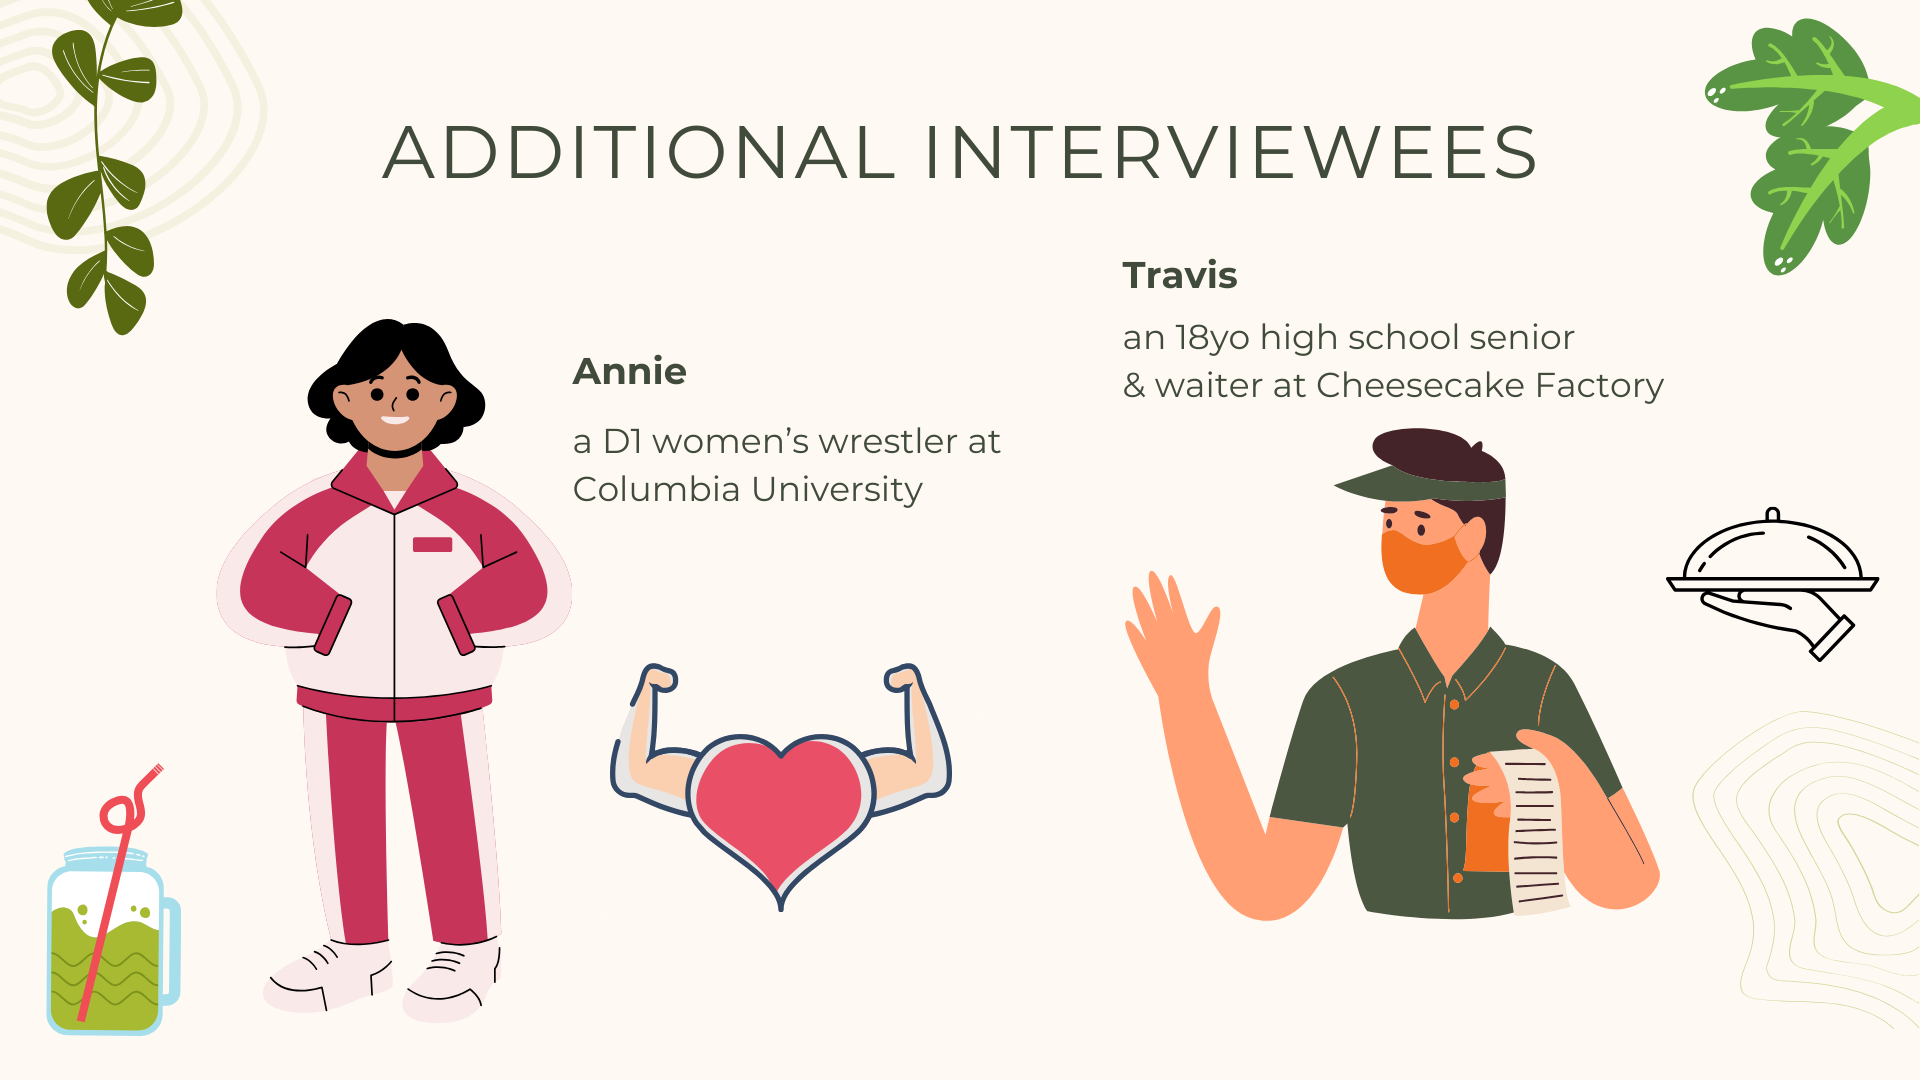 ADDITIONAL INTERVIEWEES
Annie
a D1 women’s wrestler at
Columbia University
Travis
an 18yo high school senior
& waiter at Cheesecake Factory